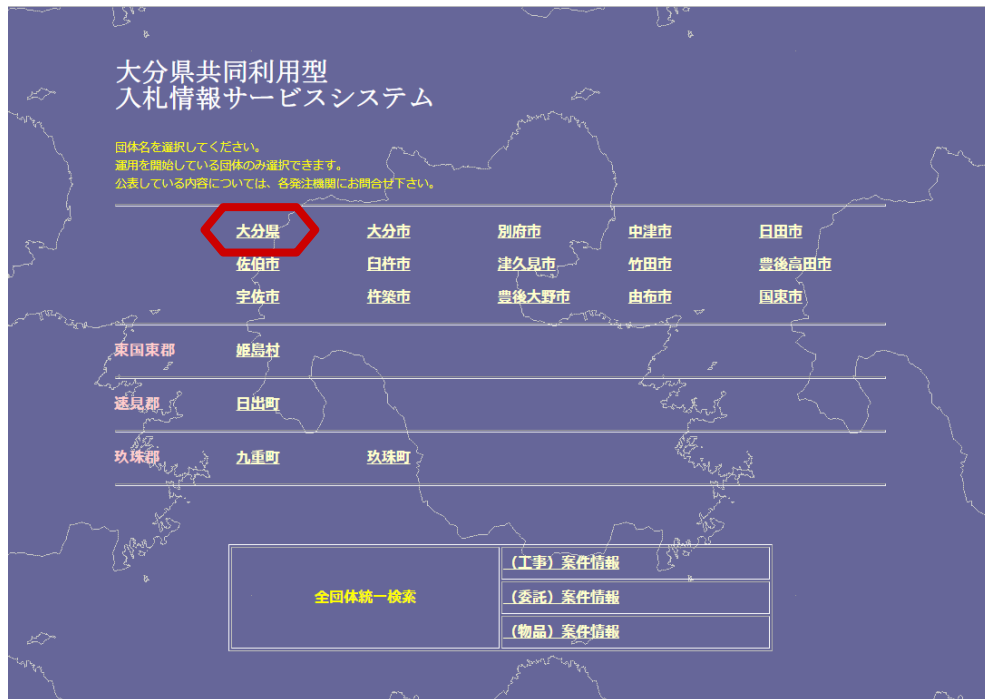 大分県共同利用型
入札情報サービスシステム
団体名を選択してください。
運用を開始している団体のみ選択できます。
公表している内容については、各発注機関にお問合せ下さい。
大分県 大分市 別府市 中津市 日田市
佐伯市 臼杵市 津久見市 竹田市 豊後高田市
宇佐市 杵築市 豊後大野市 由布市 国東市
東国東郡 姫島村
速見郡 日出町
玖珠郡 九重町 玖珠町
全団体統一検索
（工事）案件情報
（委託）案件情報
（物品）案件情報